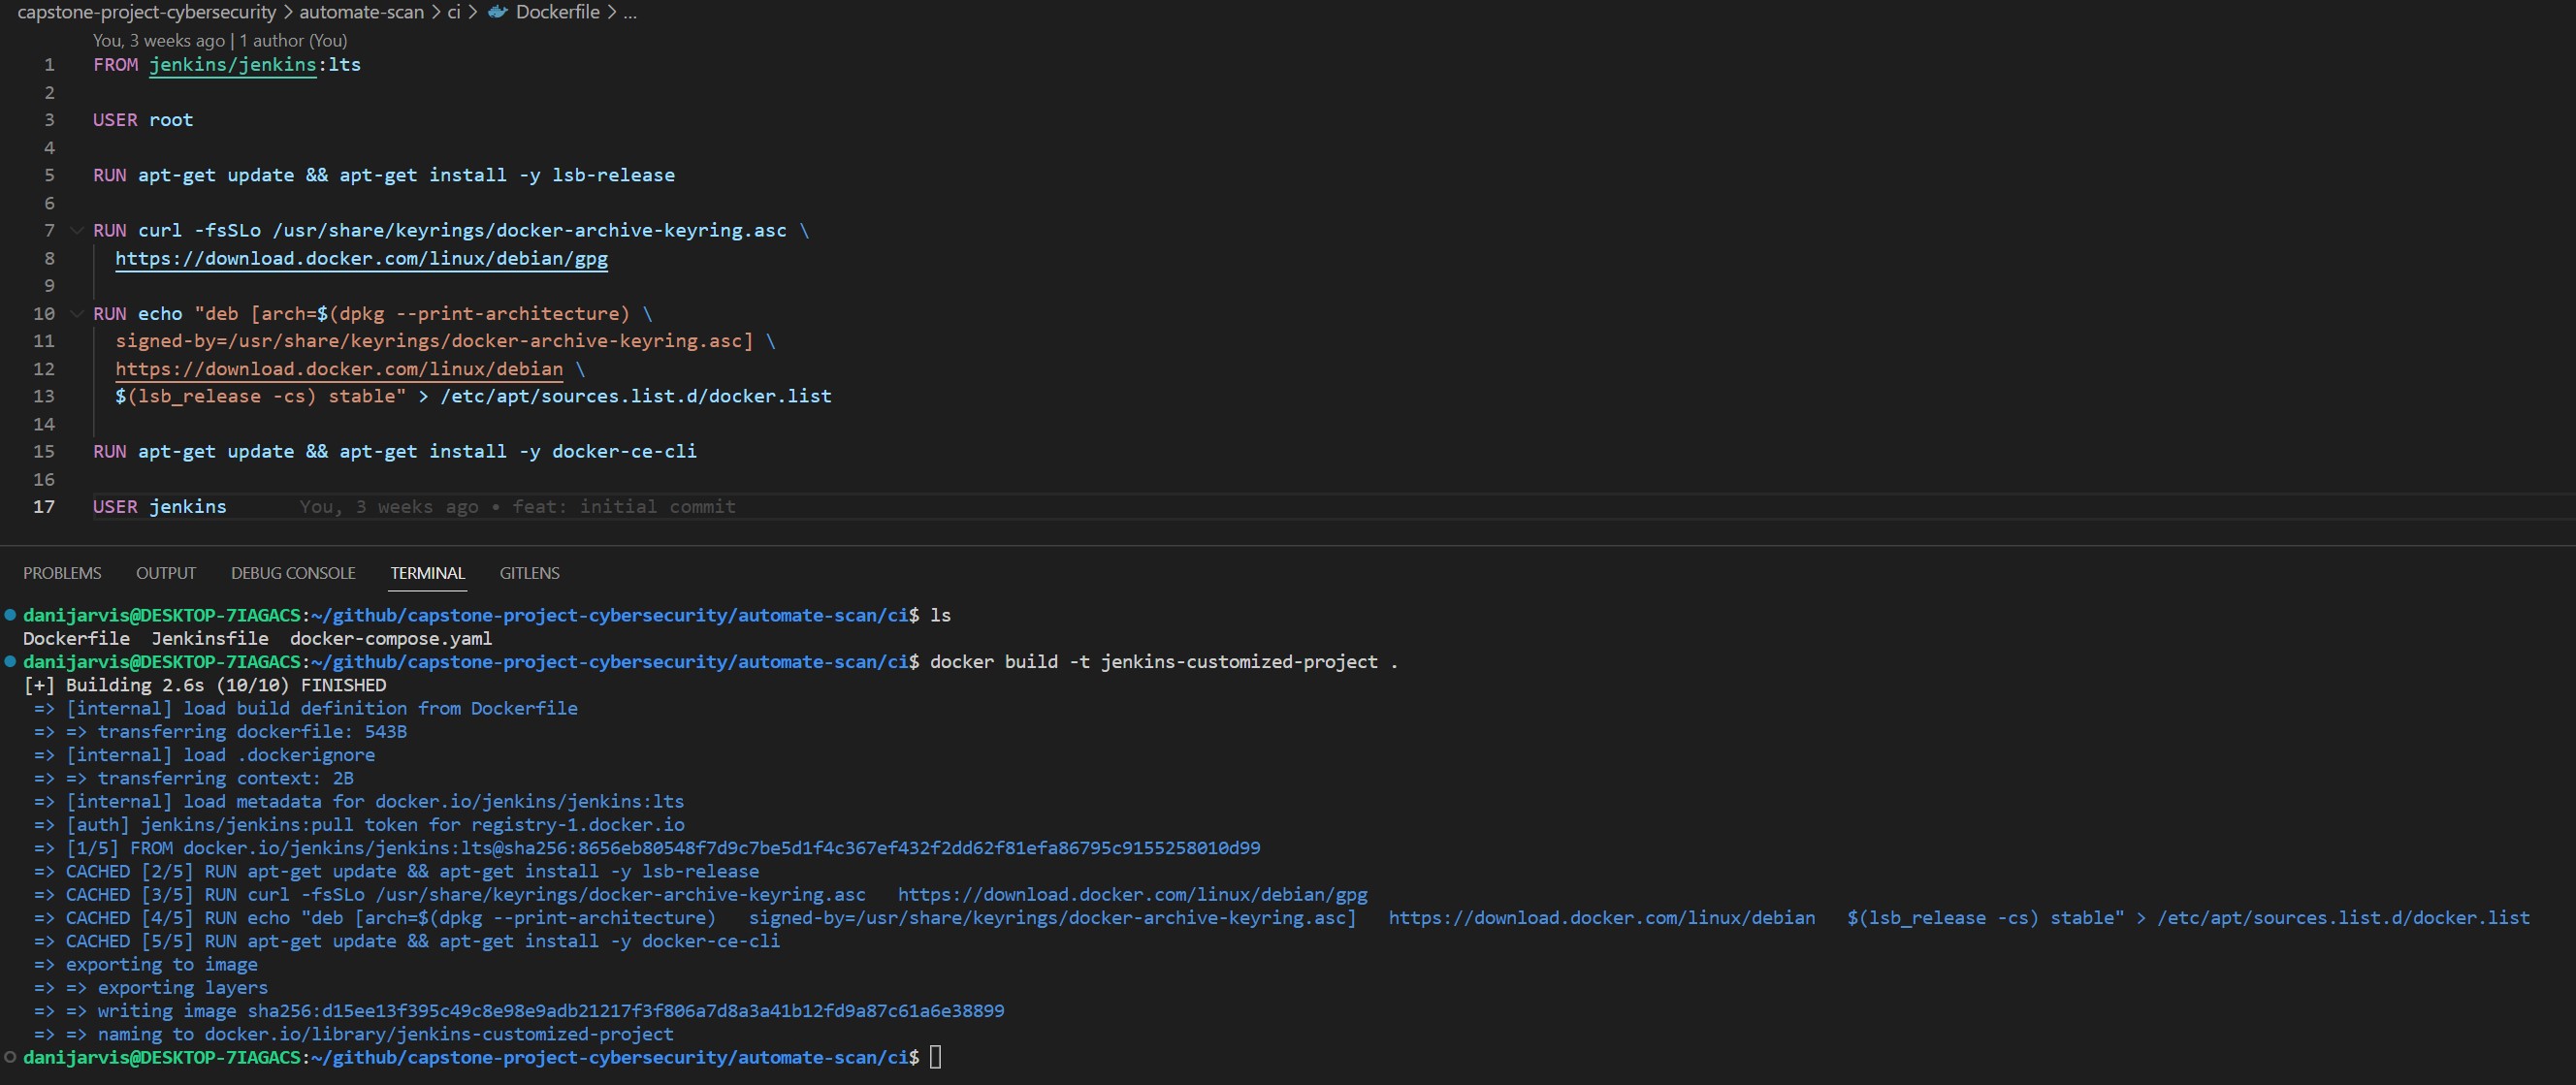 capstone-project-cybersecurity > automate-scan > ci > Dockerfile > ...
You, 3 weeks ago | 1 author (You)
1 FROM jenkins/jenkins:lts
2
3 USER root
4
5 RUN apt-get update && apt-get install -y lsb-release
6
7 RUN curl -fsSLo /usr/share/keyrings/docker-archive-keyring.asc \
8 https://download.docker.com/linux/debian/gpg
9
10 RUN echo "deb [arch=$(dpkg --print-architecture) \
11 signed-by=/usr/share/keyrings/docker-archive-keyring.asc] \
12 https://download.docker.com/linux/debian \
13 $(lsb_release -cs) stable" > /etc/apt/sources.list.d/docker.list
14
15 RUN apt-get update && apt-get install -y docker-ce-cli
16
17 USER jenkins You, 3 weeks ago • feat: initial commit
PROBLEMS OUTPUT DEBUG CONSOLE TERMINAL GITLENS
danijarvis@DESKTOP-7IAGACS:~/github/capstone-project-cybersecurity/automate-scan/ci$ ls
Dockerfile Jenkinsfile docker-compose.yaml
danijarvis@DESKTOP-7IAGACS:~/github/capstone-project-cybersecurity/automate-scan/ci$ docker build -t jenkins-customized-project .
[+] Building 2.6s (10/10) FINISHED
=> [internal] load build definition from Dockerfile
=> => transferring dockerfile: 543B
=> [internal] load .dockerignore
=> => transferring context: 2B
=> [internal] load metadata for docker.io/jenkins/jenkins:lts
=> [auth] jenkins/jenkins:pull token for registry-1.docker.io
=> [1/5] FROM docker.io/jenkins/jenkins:lts@sha256:8656eb80548f7d9c7be5d1f4c367ef432f2dd62f81efa86795c9155258010d99
=> CACHED [2/5] RUN apt-get update && apt-get install -y lsb-release
=> CACHED [3/5] RUN curl -fsSLo /usr/share/keyrings/docker-archive-keyring.asc https://download.docker.com/linux/debian/gpg
=> CACHED [4/5] RUN echo "deb [arch=$(dpkg --print-architecture) signed-by=/usr/share/keyrings/docker-archive-keyring.asc] https://download.docker.com/linux/debian $(lsb_release -cs) stable" > /etc/apt/sources.list.d/docker.list
=> CACHED [5/5] RUN apt-get update && apt-get install -y docker-ce-cli
=> exporting to image
=> => exporting layers
=> => writing image sha256:d15ee13f395c49c8e98e9adb21217f3f806a7d8a3a41b12fd9a87c61a6e38899
=> => naming to docker.io/library/jenkins-customized-project
danijarvis@DESKTOP-7IAGACS:~/github/capstone-project-cybersecurity/automate-scan/ci$